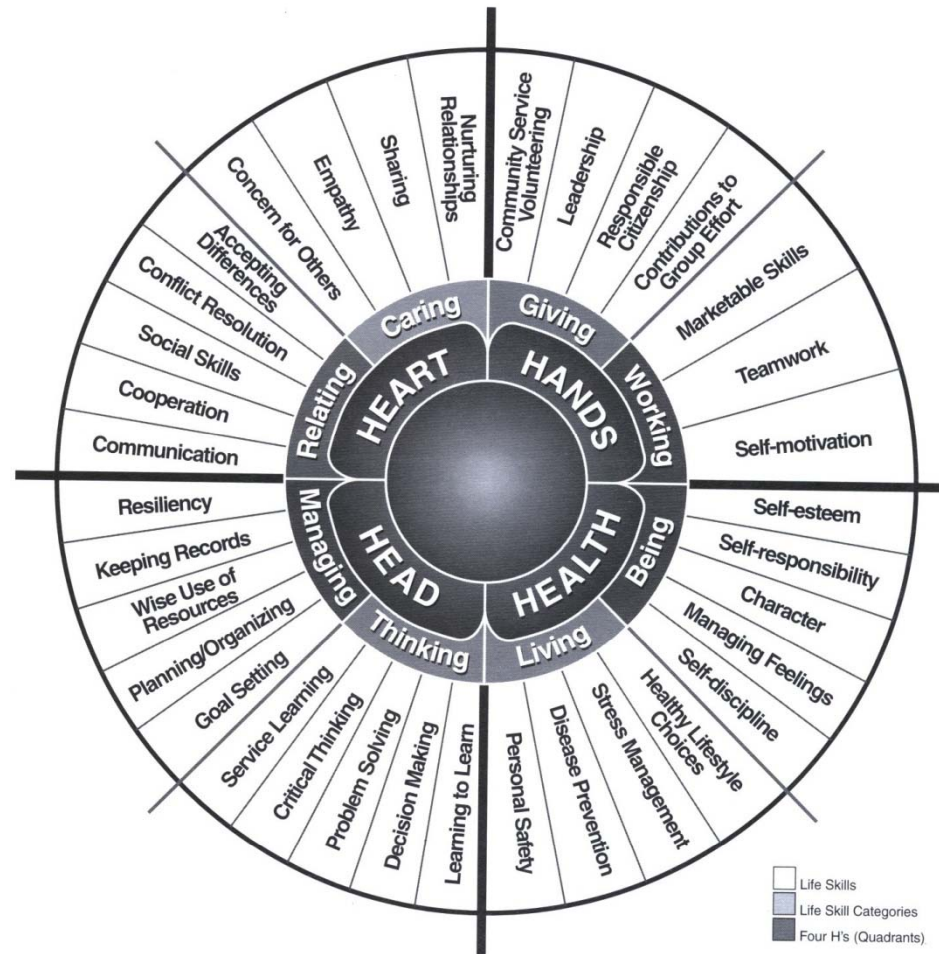 Nurturing
Relationships
Sharing
Empathy
Concern for Others
Accepting
Differences
Conflict Resolution
Social Skills
Cooperation
Communication
Community Service
Volunteering
Leadership
Responsible
Citizenship
Contributions to
Group Effort
Marketable Skills
Teamwork
Self-motivation
Caring
Giving
Relating
Working
HEART
HANDS
HEAD
HEALTH
Managing
Being
Thinking
Living
Resiliency
Keeping Records
Wise Use of
Resources
Planning/Organizing
Goal Setting
Service Learning
Critical Thinking
Problem Solving
Decision Making
Learning to Learn
Self-esteem
Self-responsibility
Character
Managing Feelings
Self-discipline
Healthy Lifestyle
Choices
Stress Management
Disease Prevention
Personal Safety
Life Skills
Life Skill Categories
Four H's (Quadrants)